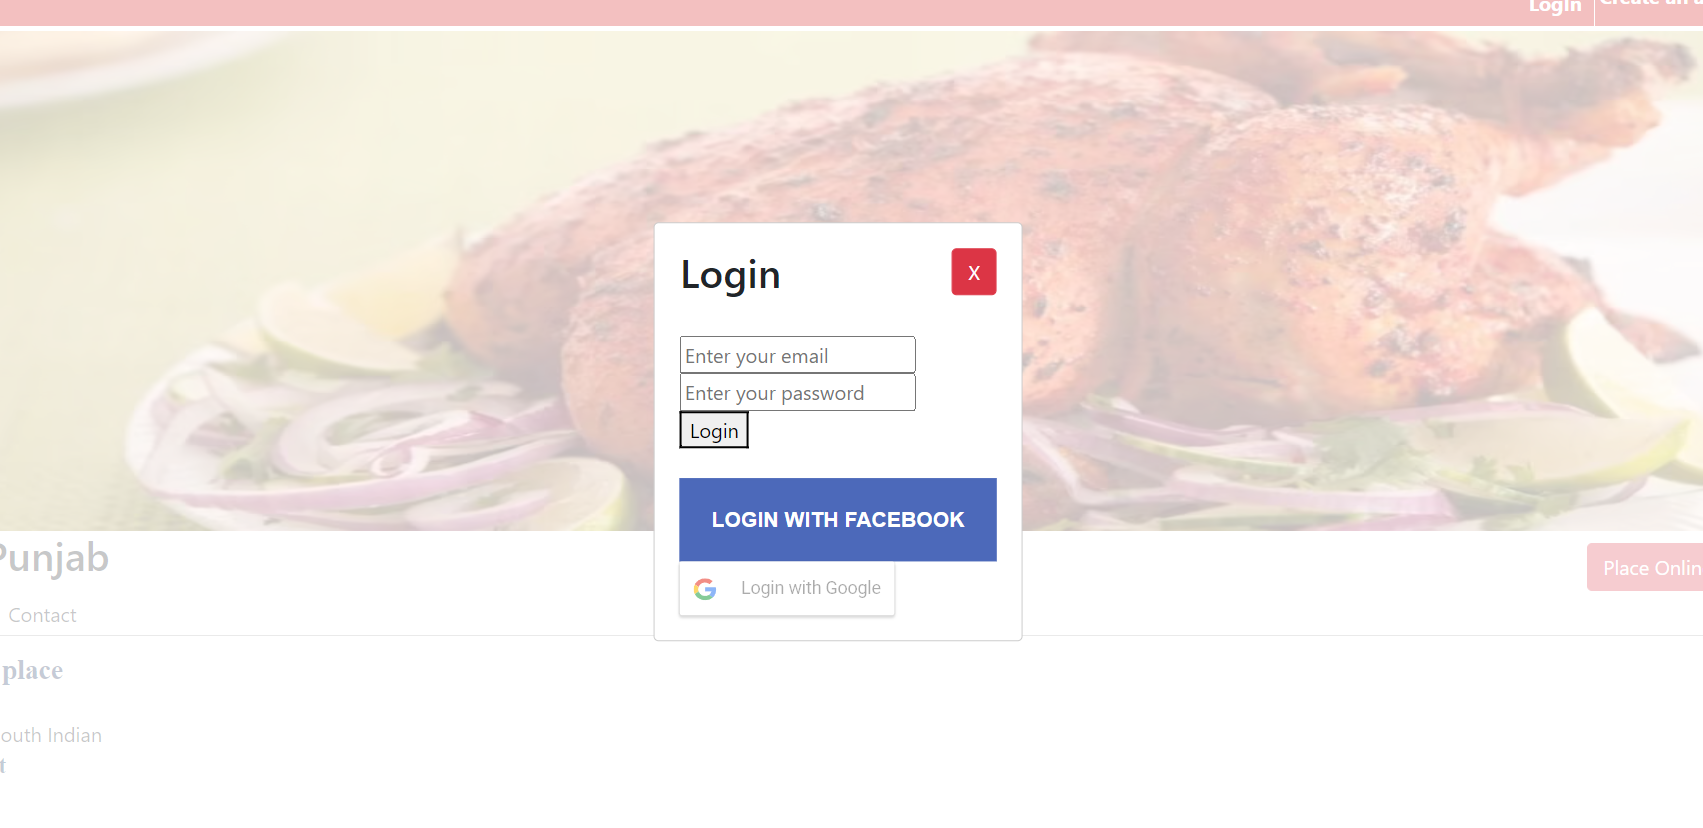 LogIn
Login
X
Enter your email
Enter your password
Login
LOGIN WITH FACEBOOK
Login with Google
Punjab
Place Onlin
Contact
place
outh Indian
t